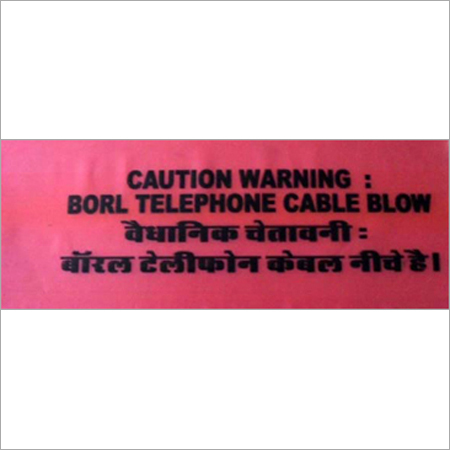 CAUTION WARNING :
BORL TELEPHONE CABLE BLOW
वैधानिक चेतावनी :
बॉरल टेलीफोन केबल नीचे है।